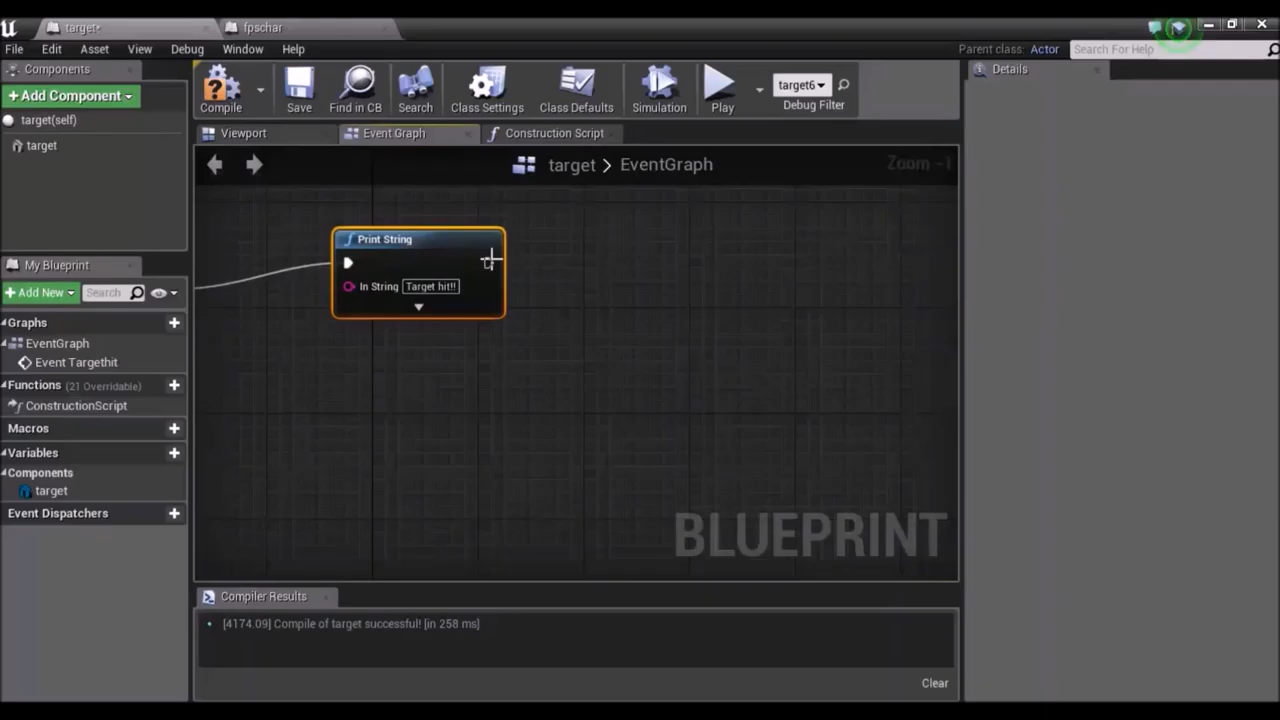 target*
fpschar
File Edit Asset View Debug Window Help
Parent class: Actor
Search For Help
Components
+Add Component
target(self)
target
Compile
Save
Find in CB
Search
Class Settings
Class Defaults
Simulation
Play
target6
Debug Filter
Details
Viewport
Event Graph
Construction Script
target > EventGraph
Zoom -1
Print String
In String Target hit!!
BLUEPRINT
My Blueprint
+Add New
Search
Graphs
EventGraph
Event Targethit
Functions (21 Overridable)
ConstructionScript
Macros
Variables
Components
target
Event Dispatchers
Compiler Results
[4174.09] Compile of target successful! [in 258 ms]
Clear